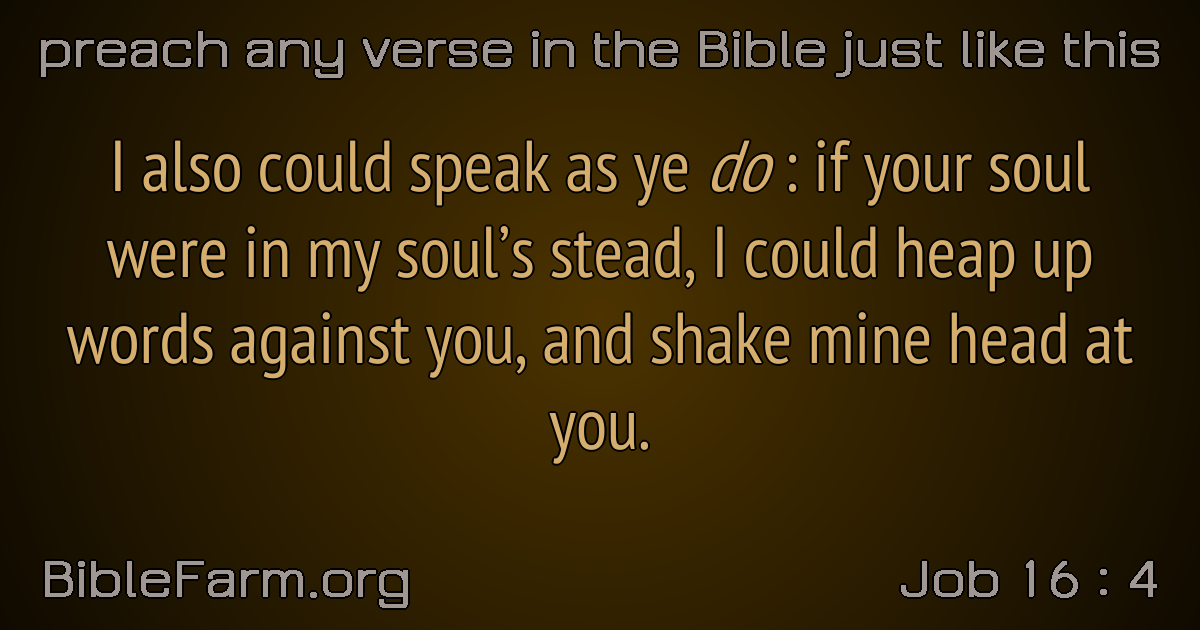 preach any verse in the Bible just like this
I also could speak as ye do : if your soul
were in my soul’s stead, I could heap up
words against you, and shake mine head at
you.
BibleFarm.org
Job 16 : 4